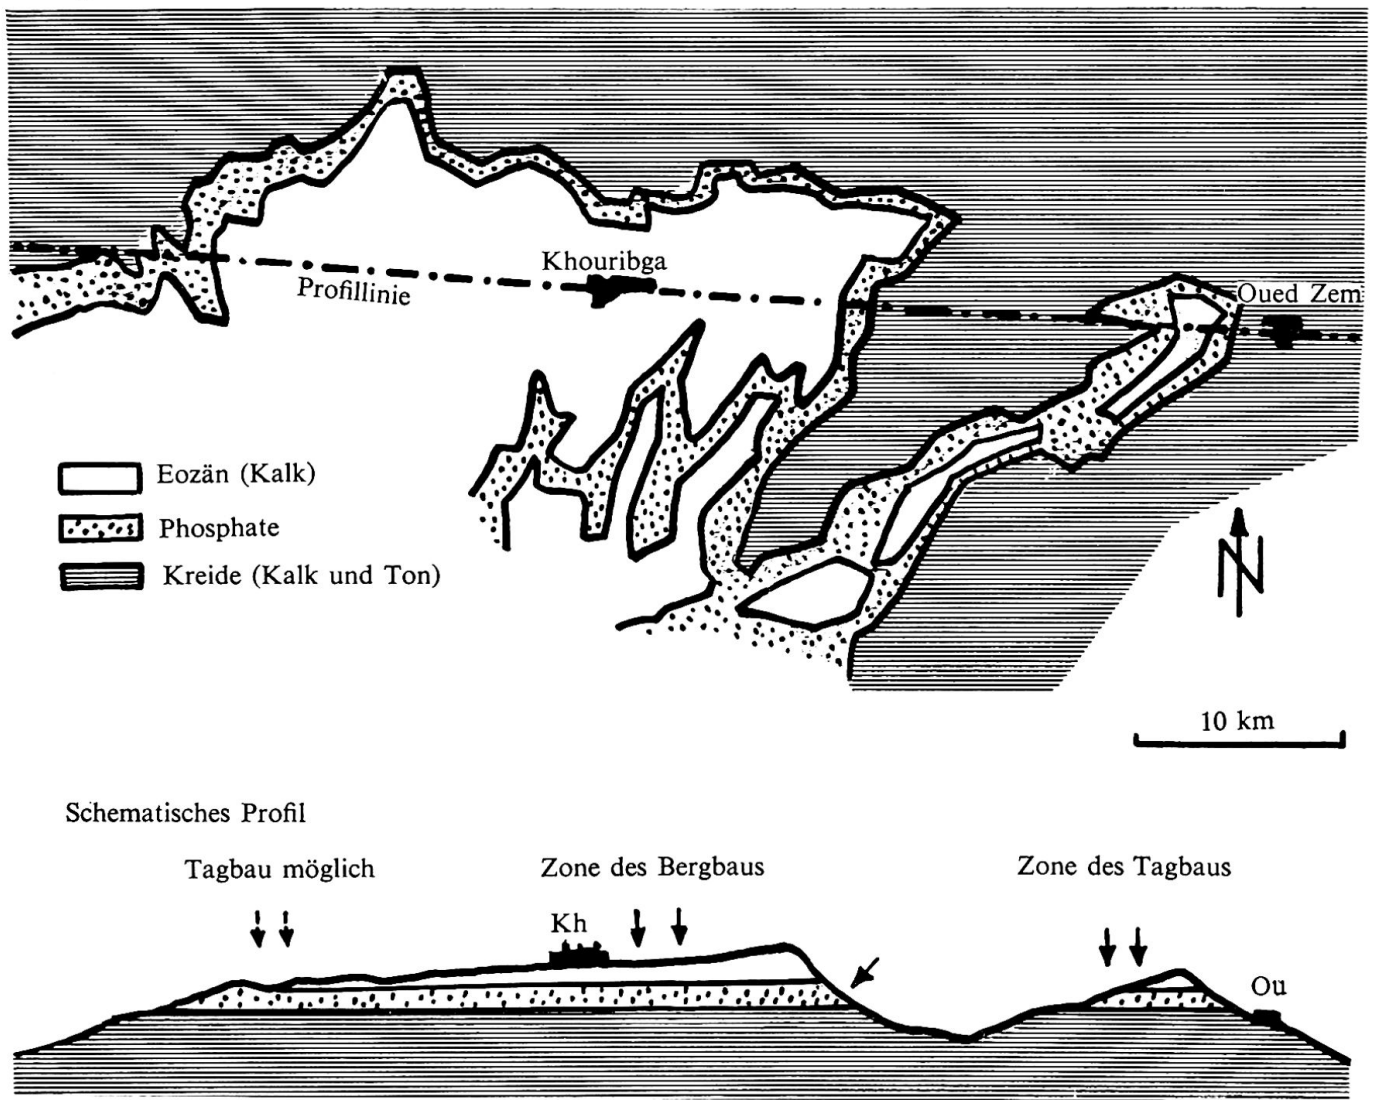 Khouribga
Profillinie
Oued Zem
Eozän (Kalk)
Phosphate
Kreide (Kalk und Ton)
N
10 km
Schematisches Profil
Tagbau möglich
Zone des Bergbaus
Zone des Tagbaus
Kh
Ou